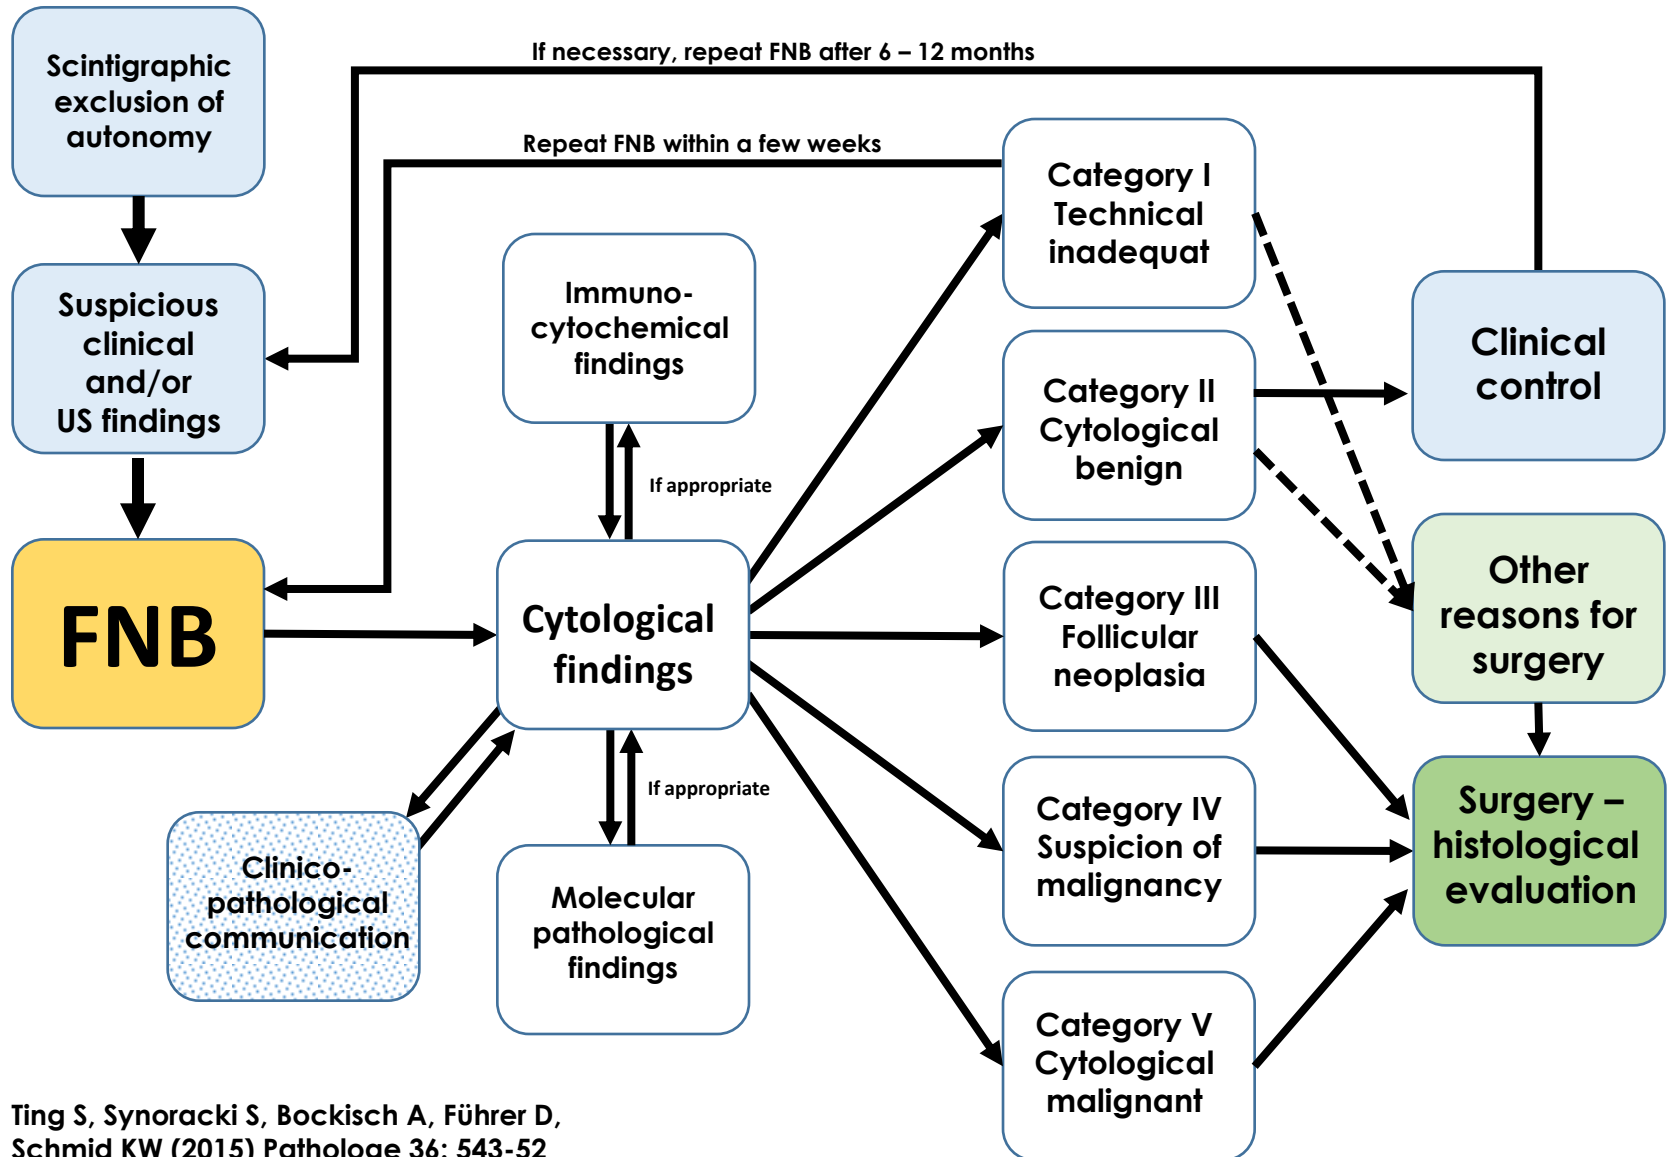 Scintigraphic
exclusion of
autonomy
If necessary, repeat FNB after 6 – 12 months
Repeat FNB within a few weeks
Suspicious
clinical
and/or
US findings
FNB
Immuno-
cytochemical
findings
If appropriate
Cytological
findings
If appropriate
Clinico-
pathological
communication
Molecular
pathological
findings
Category I
Technical
inadequat
Category II
Cytological
benign
Category III
Follicular
neoplasia
Category IV
Suspicion of
malignancy
Category V
Cytological
malignant
Clinical
control
Other
reasons for
surgery
Surgery –
histological
evaluation
Ting S, Synoracki S, Bockisch A, Führer D,
Schmid KW (2015) Pathologe 36: 543-52